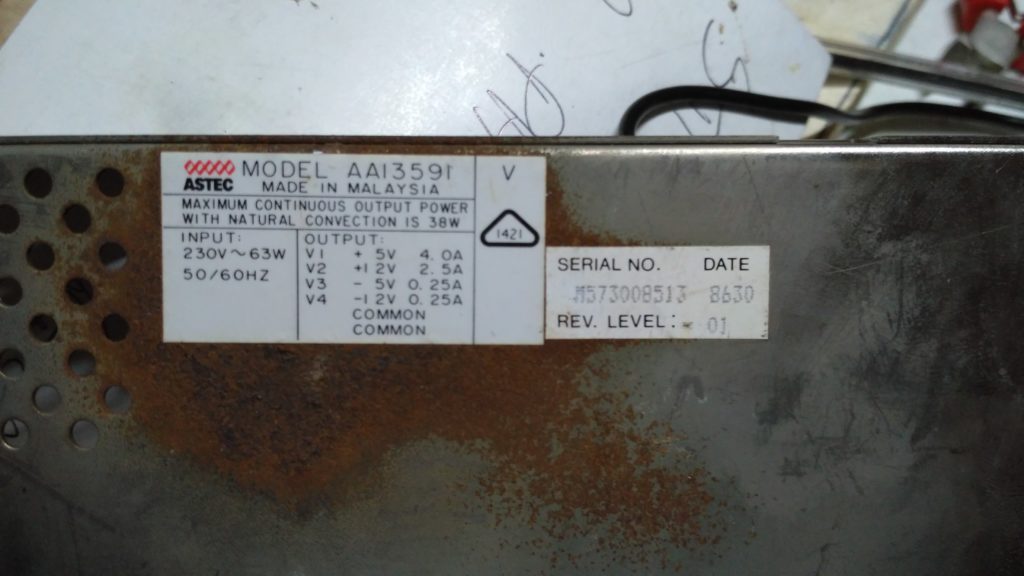 ASTEC MODEL AA13591
MADE IN MALAYSIA
MAXIMUM CONTINUOUS OUTPUT POWER
WITH NATURAL CONVECTION IS 38W
INPUT:
230V~63W
50/60HZ
OUTPUT:
V1 + 5V 4.0A
V2 +12V 2.5A
V3 - 5V 0.25A
V4 -12V 0.25A
COMMON
COMMON
V
1421
SERIAL NO. DATE
M573008513 8630
REV. LEVEL: 01